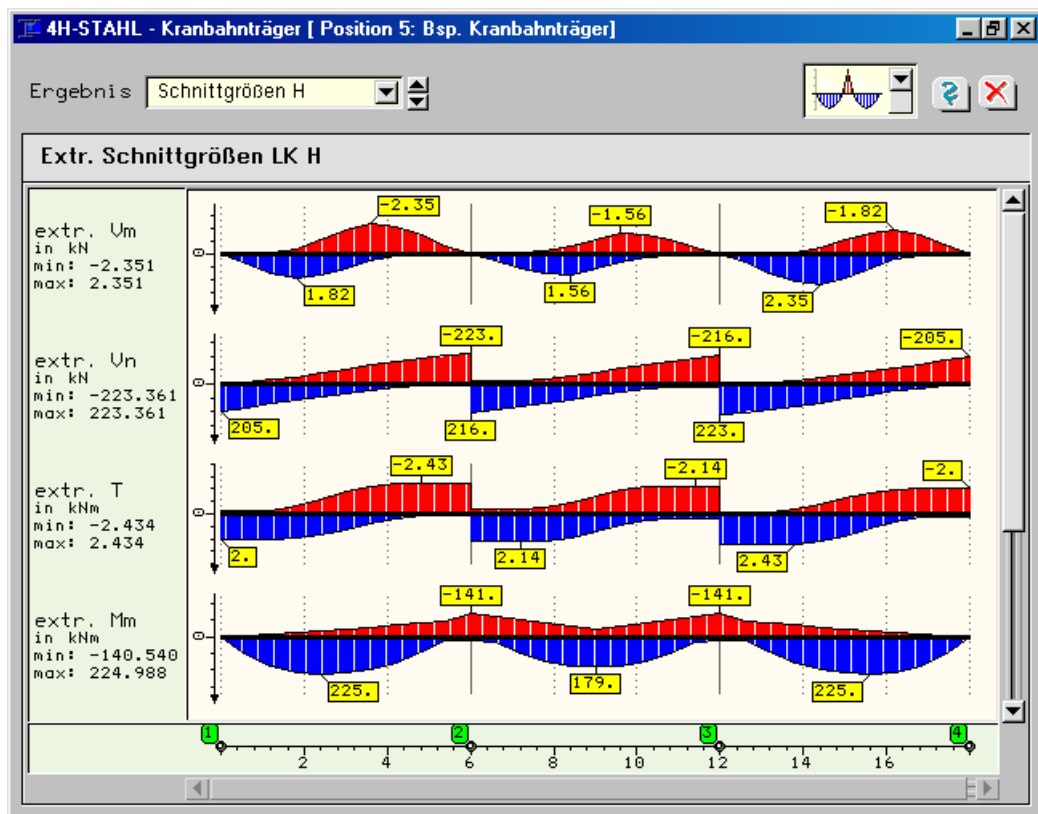 4H-STAHL - Kranbahnträger [ Position 5: Bsp. Kranbahnträger]
Ergebnis Schnittgrößen H
Extr. Schnittgrößen LK H
extr. Vm
in kN
min: -2.351
max: 2.351
0
-2.35
-1.56
-1.82
1.82
1.56
2.35
extr. Vn
in kN
min: -223.361
max: 223.361
0
-223.
-216.
-205.
205.
216.
223.
extr. T
in kNm
min: -2.434
max: 2.434
0
-2.43
-2.14
-2.
2.
2.14
2.43
extr. Mm
in kNm
min: -140.540
max: 224.988
0
-141.
-141.
225.
179.
225.
1 2 3 4
2 4 6 8 10 12 14 16